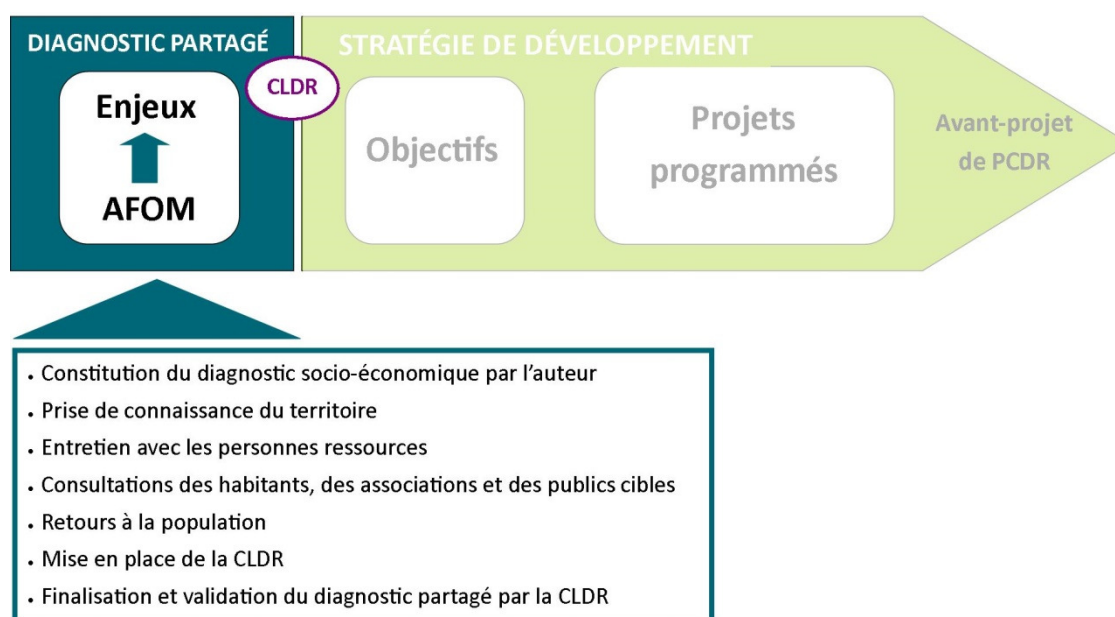 DIAGNOSTIC PARTAGÉ
Enjeux
AFOM
CLDR
STRATÉGIE DE DÉVELOPPEMENT
Objectifs
Projets
programmés
Avant-projet
de PCDR
• Constitution du diagnostic socio-économique par l'auteur
• Prise de connaissance du territoire
• Entretien avec les personnes ressources
• Consultations des habitants, des associations et des publics cibles
• Retours à la population
• Mise en place de la CLDR
• Finalisation et validation du diagnostic partagé par la CLDR